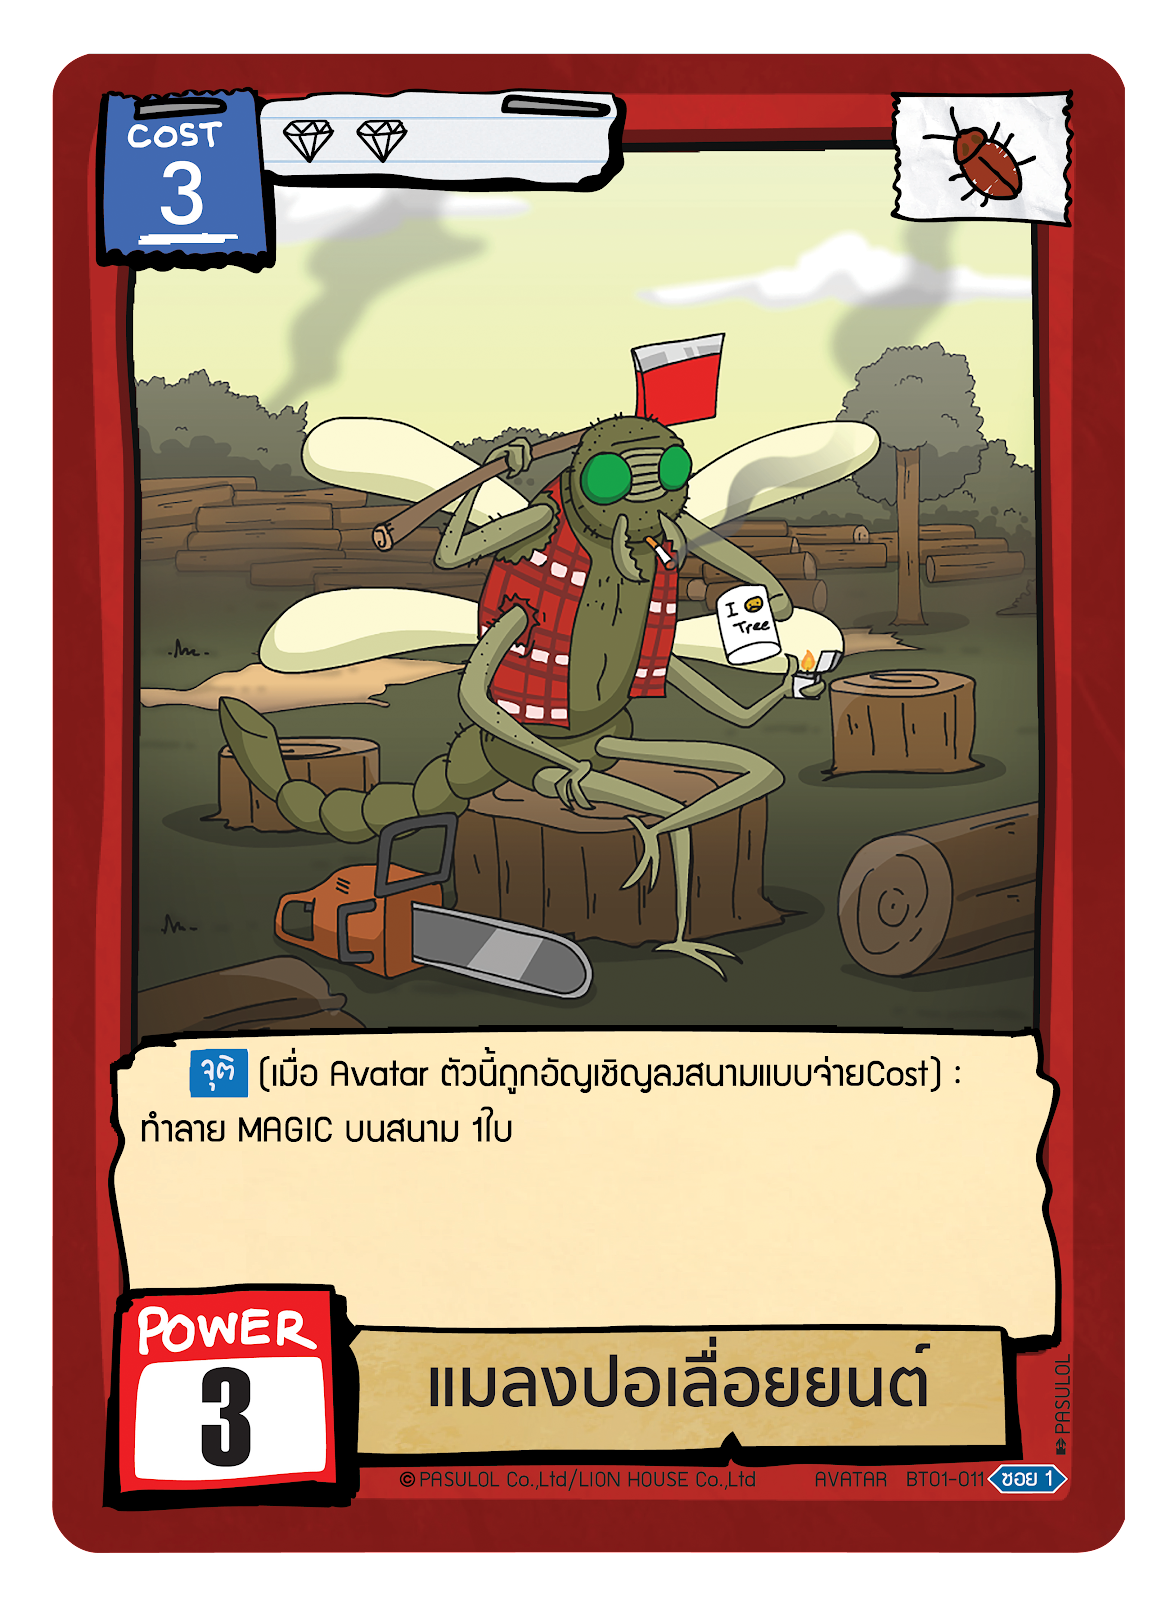 COST
3
I
Tree
จุติ (เมื่อ Avatar ตัวนี้ถูกอัญเชิญลงสนามแบบจ่ายCost) :
ทำลาย MAGIC บนสนาม 1ใบ
POWER
3
แมลงปอเลื่อยยนต์
PASULOL
© PASULOL Co.,Ltd/LION HOUSE Co.,Ltd AVATAR BT01-011 ซอย 1